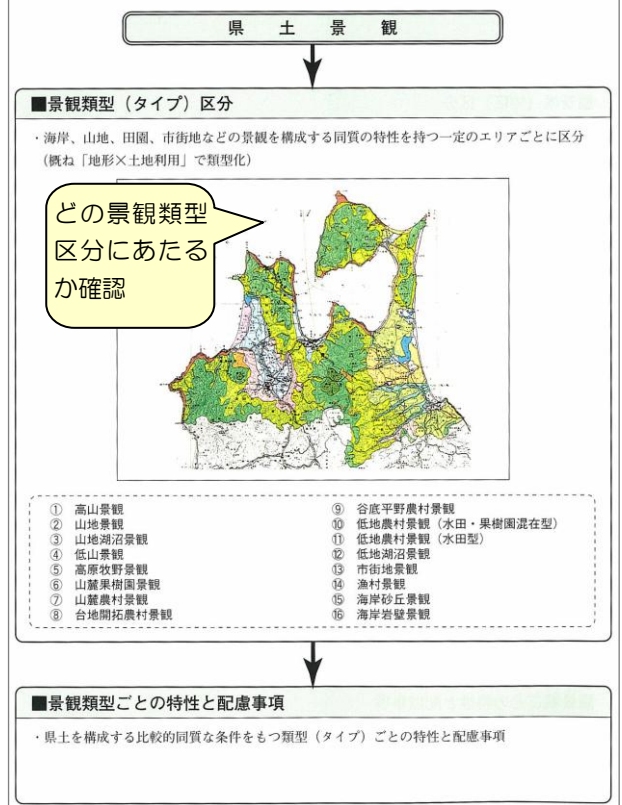 県土景観
■景観類型（タイプ）区分
・海岸、山地、田園、市街地などの景観を構成する同質の特性を持つ一定のエリアごとに区分
（概ね「地形×土地利用」で類型化）
どの景観類型
区分にあたる
か確認
① 高山景観
② 山地景観
③ 山地湖沼景観
④ 低山景観
⑤ 高原牧野景観
⑥ 山麓果樹園景観
⑦ 山麓農村景観
⑧ 台地開拓農村景観
⑨ 谷底平野農村景観
⑩ 低地農村景観（水田・果樹園混在型）
⑪ 低地農村景観（水田型）
⑫ 低地湖沼景観
⑬ 市街地景観
⑭ 漁村景観
⑮ 海岸砂丘景観
⑯ 海岸岩壁景観
■景観類型ごとの特性と配慮事項
・県土を構成する比較的同質な条件をもつ類型（タイプ）ごとの特性と配慮事項